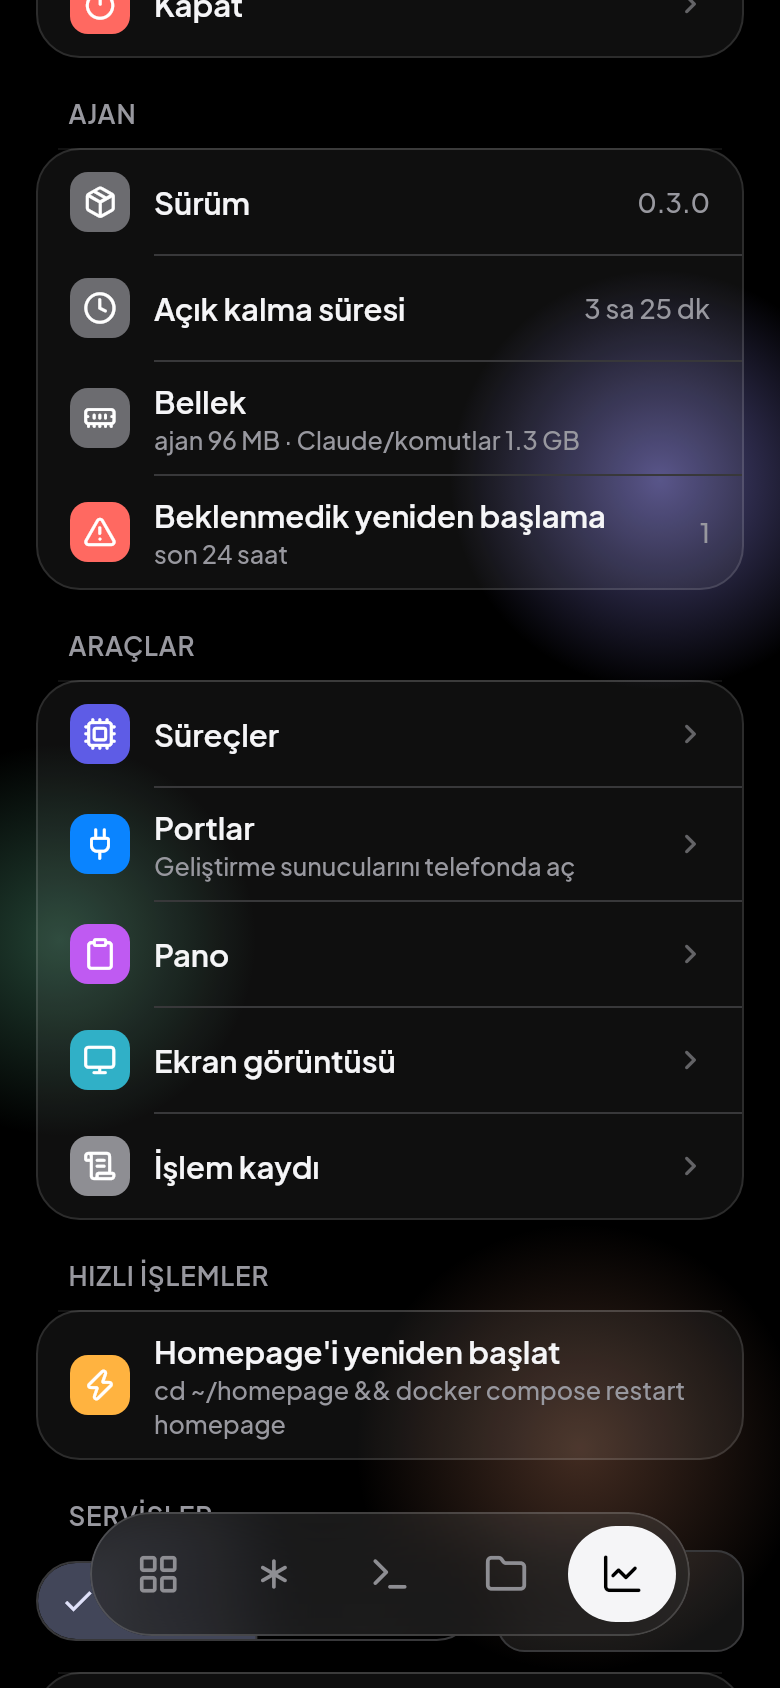 Kapat
AJAN
Sürüm
0.3.0
Açık kalma süresi
3 sa 25 dk
Bellek
ajan 96 MB · Claude/komutlar 1.3 GB
Beklenmedik yeniden başlama
1
son 24 saat
ARAÇLAR
Süreçler
Portlar
Geliştirme sunucularını telefonda aç
Pano
Ekran görüntüsü
İşlem kaydı
HIZLI İŞLEMLER
Homepage'i yeniden başlat
cd ~/homepage && docker compose restart
homepage
SERVİSLER